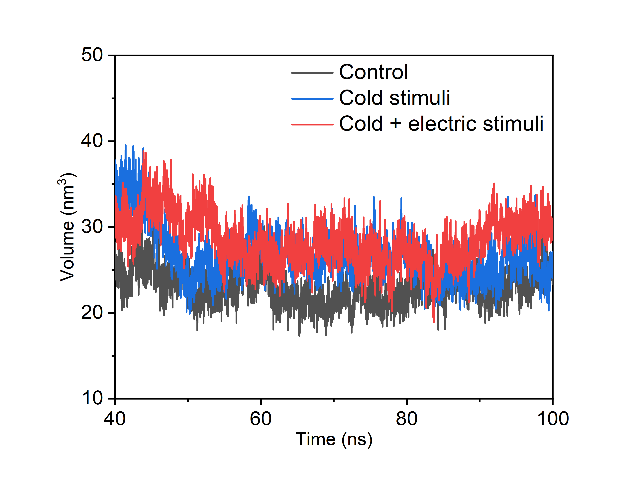 50
40
30
20
10
Volume (nm³)
Control
Cold stimuli
Cold + electric stimuli
40
60
80
100
Time (ns)